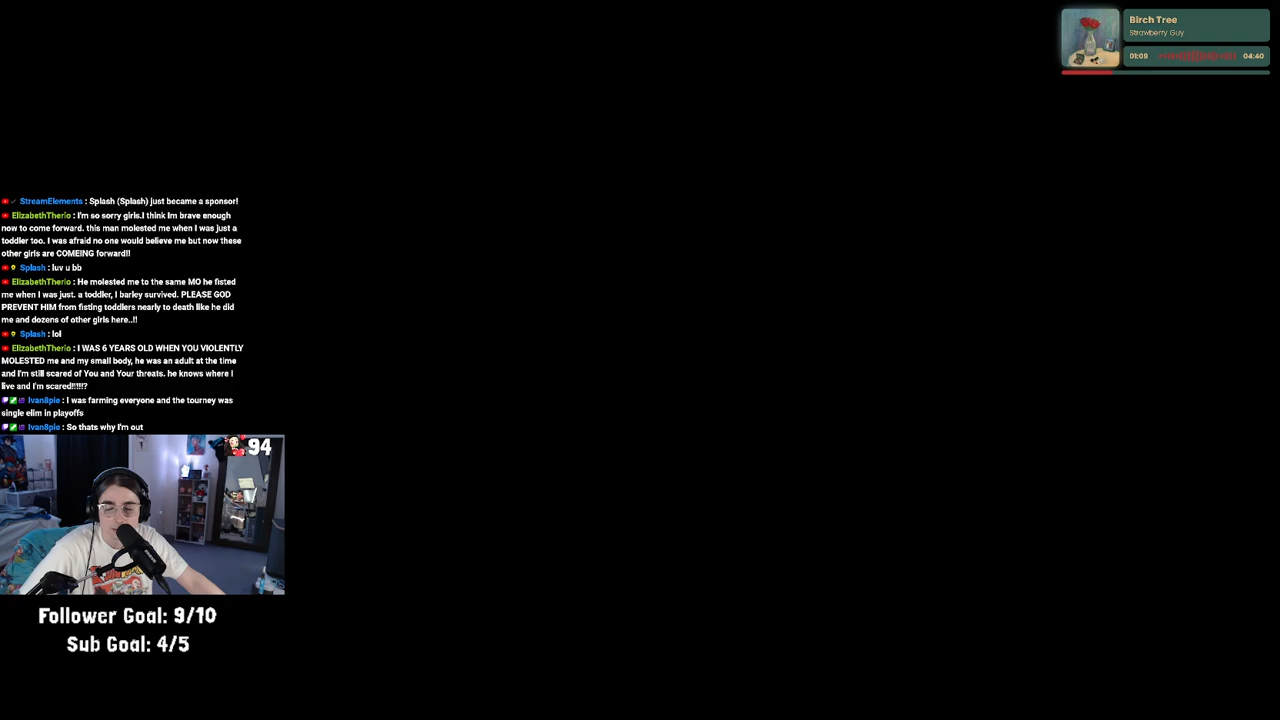 Birch Tree
Strawberry Guy
01:09
04:40
StreamElements : Splash (Splash) just became a sponsor!
ElizabethTherio : I'm so sorry girls.I think Im brave enough
now to come forward. this man molested me when I was just a
toddler too. I was afraid no one would believe me but now these
other girls are COMEING forward!!
Splash : luv u bb
ElizabethTherio : He molested me to the same MO he fisted
me when I was just. a toddler, I barley survived. PLEASE GOD
PREVENT HIM from fisting toddlers nearly to death like he did
me and dozens of other girls here..!!
Splash : lol
ElizabethTherio : I WAS 6 YEARS OLD WHEN YOU VIOLENTLY
MOLESTED me and my small body, he was an adult at the time
and I'm still scared of You and Your threats. he knows where I
live and I'm scared!!!!!?
Ivan8pie : I was farming everyone and the tourney was
single elim in playoffs
Ivan8pie : So thats why I'm out
94
Follower Goal: 9/10
Sub Goal: 4/5